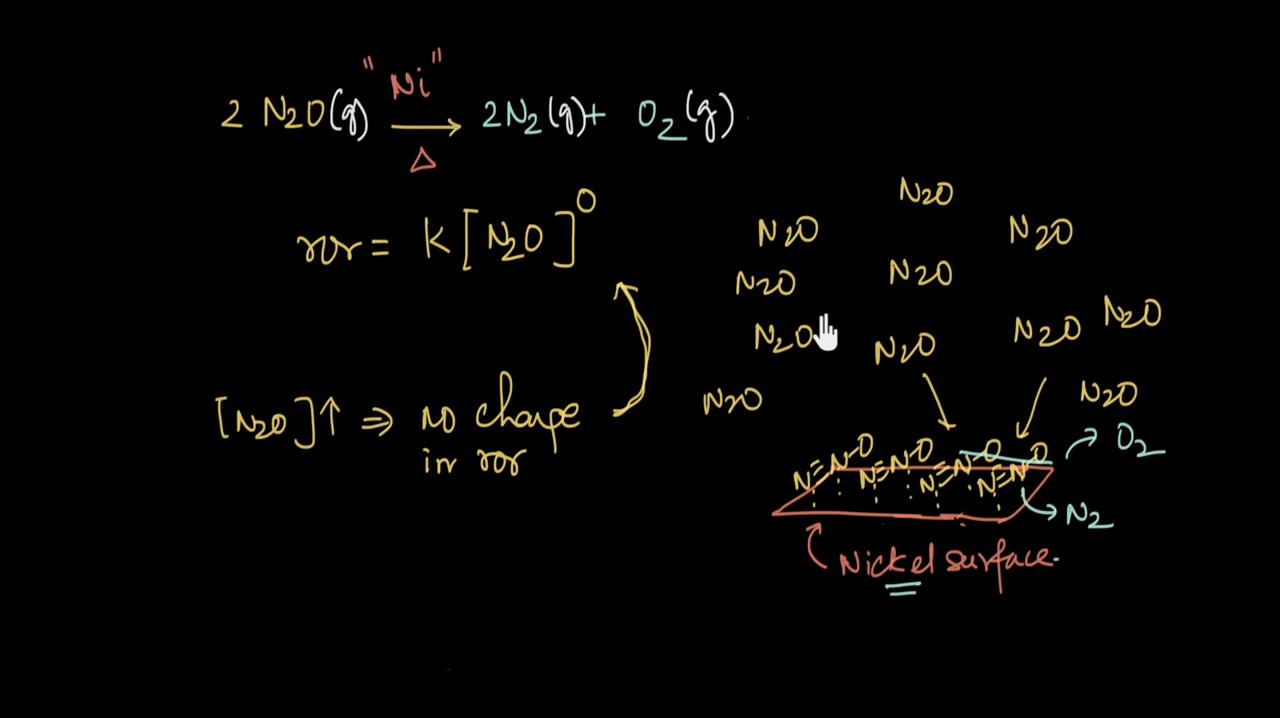 2 N2O(g) "Ni" → 2N2(g) + O2(g)
Δ
ror = K[N2O]^0
[N2O]↑ ⇒ NO change
in ror
N2O
N2O
N2O
N2O
N2O
N2O
N2O
N2O
N2O
N2O
N2O
N≡N-O N≡N-O N≡N-O N≡N-O
O2
N2
Nickel surface